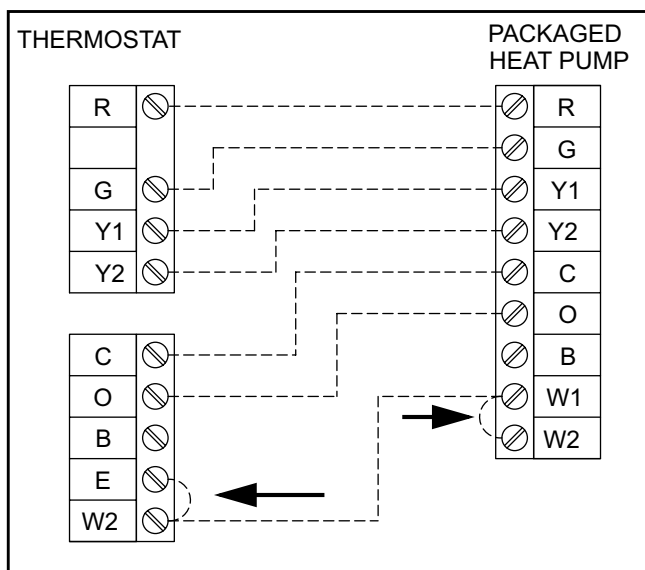 THERMOSTAT
PACKAGED
HEAT PUMP
R
G
Y1
Y2
C
O
B
E
W2
R
G
Y1
Y2
C
O
B
W1
W2